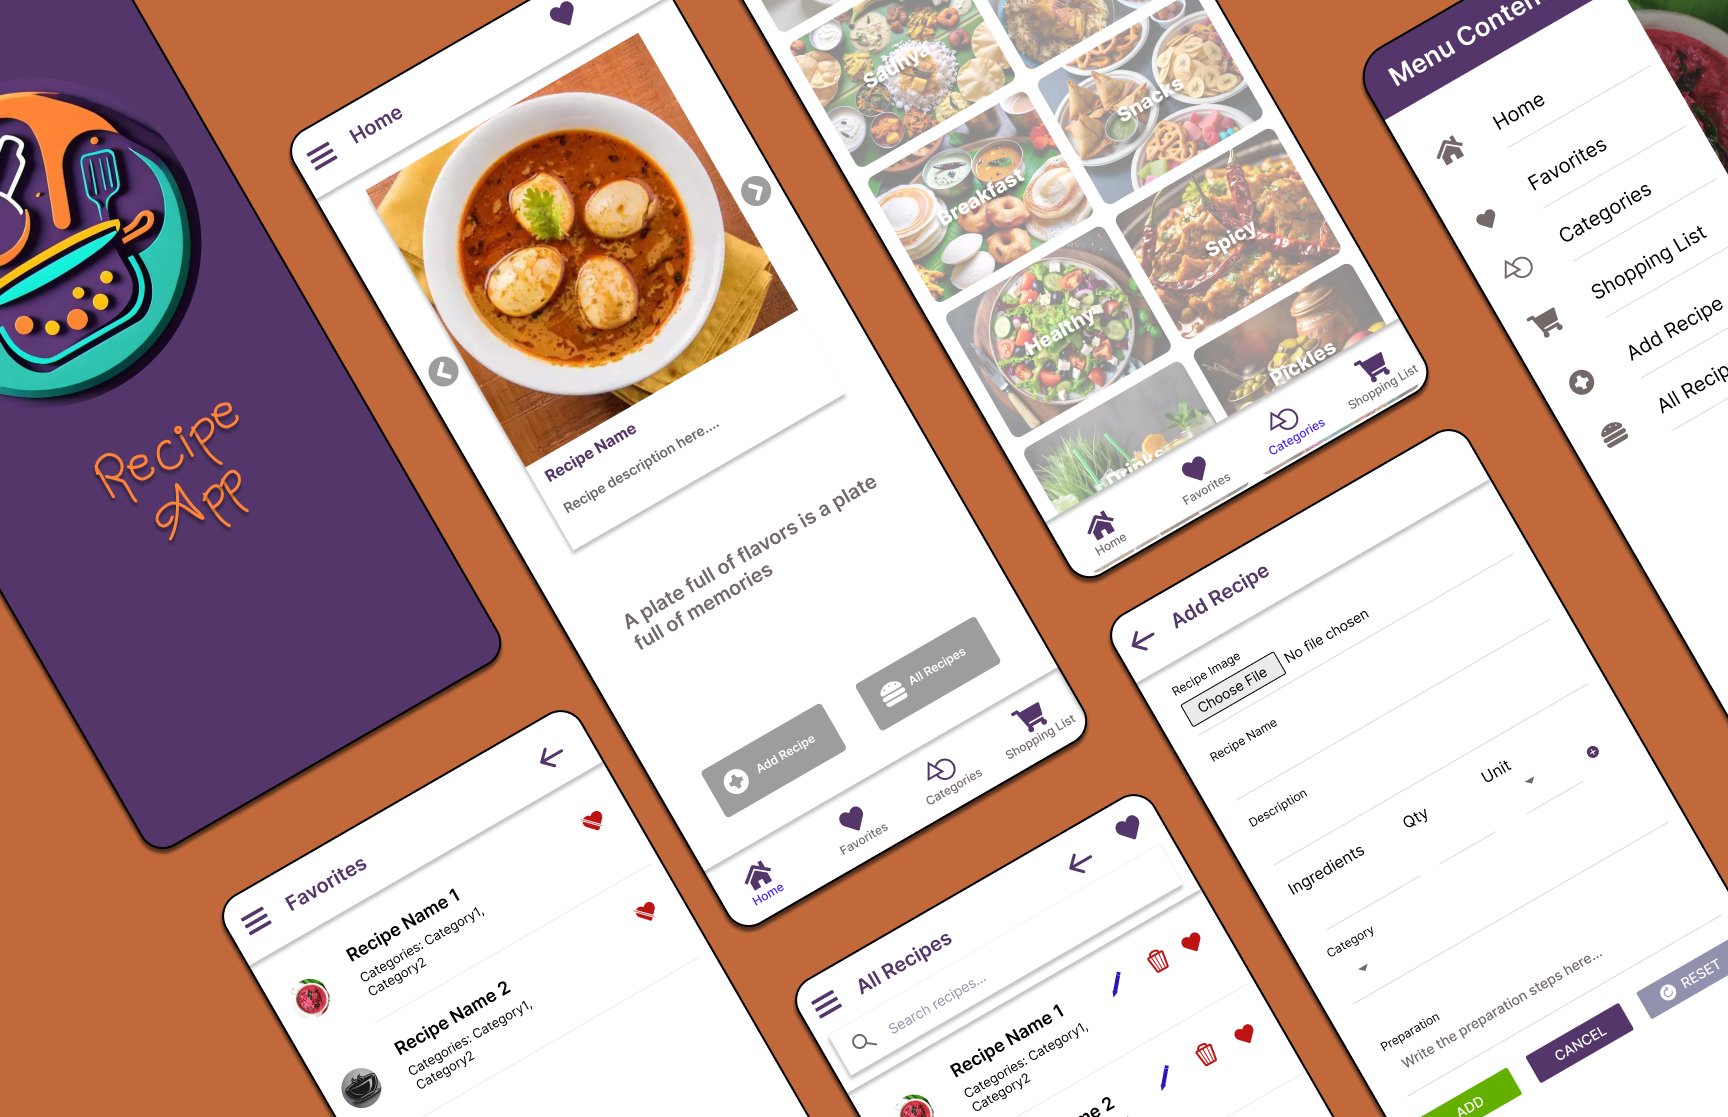 Recipe
App
Home
Recipe Name
Recipe description here....
A plate full of flavors is a plate
full of memories
Add Recipe
All Recipes
Home
Favorites
Categories
Shopping List
Sadhya
Snacks
Breakfast
Spicy
Healthy
Pickles
Drinks
Home
Favorites
Categories
Shopping List
Menu Conten
Home
Favorites
Categories
Shopping List
Add Recipe
All Recip
Favorites
Recipe Name 1
Categories: Category1,
Category2
Recipe Name 2
Categories: Category1,
Category2
All Recipes
Search recipes...
Recipe Name 1
Categories: Category1,
Category2
me 2
Add Recipe
Recipe Image
Choose File No file chosen
Recipe Name
Description
Ingredients
Qty
Unit
Category
Preparation
Write the preparation steps here...
ADD
CANCEL
RESET